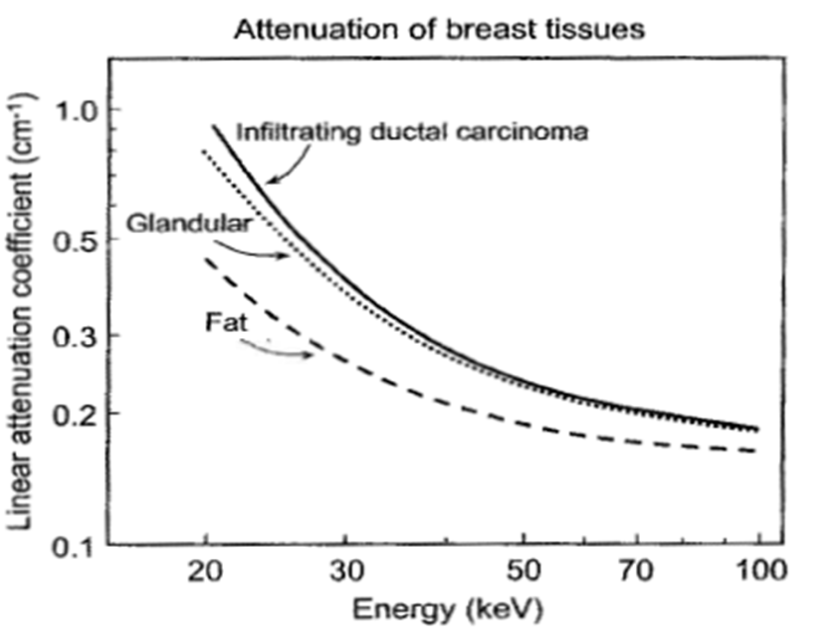 Attenuation of breast tissues
Linear attenuation coefficient (cm-1)
1.0
0.5
0.3
0.2
0.1
Infiltrating ductal carcinoma
Glandular
Fat
20 30 50 70 100
Energy (keV)